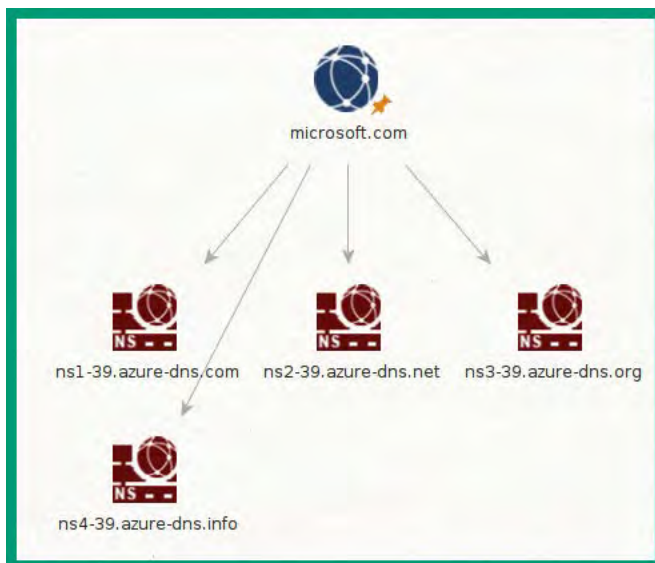 microsoft.com
NS
NS
NS
ns1-39.azure-dns.com
ns2-39.azure-dns.net
ns3-39.azure-dns.org
NS
ns4-39.azure-dns.info